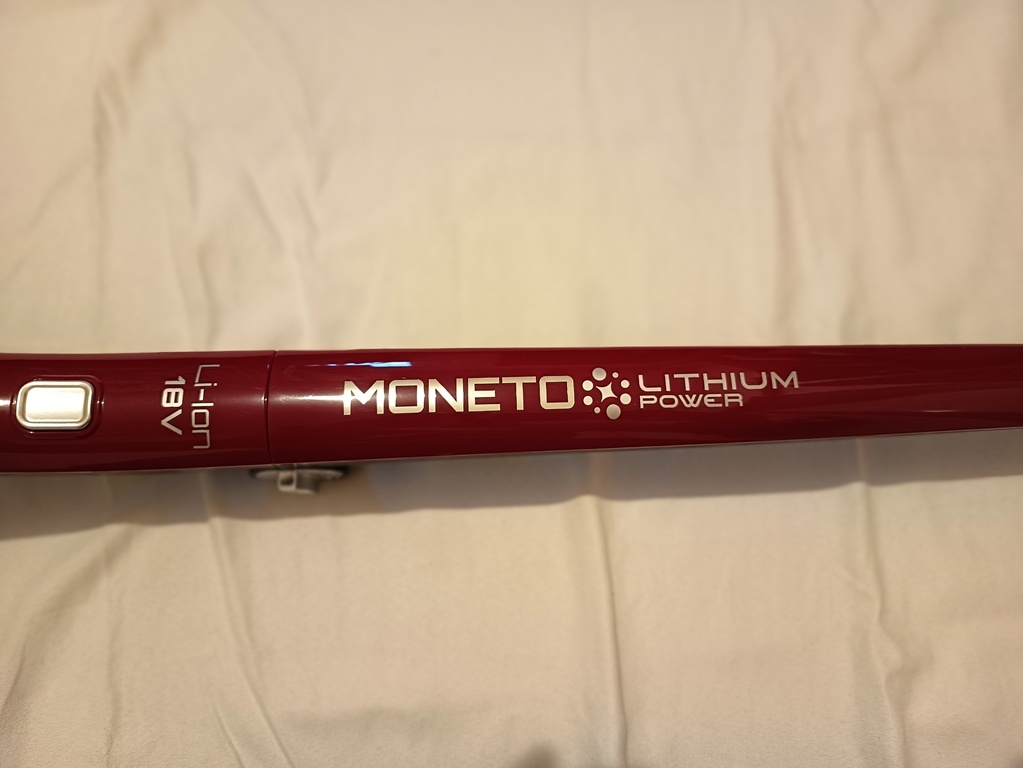 Li-Ion
18V
MONETO
LITHIUM
POWER